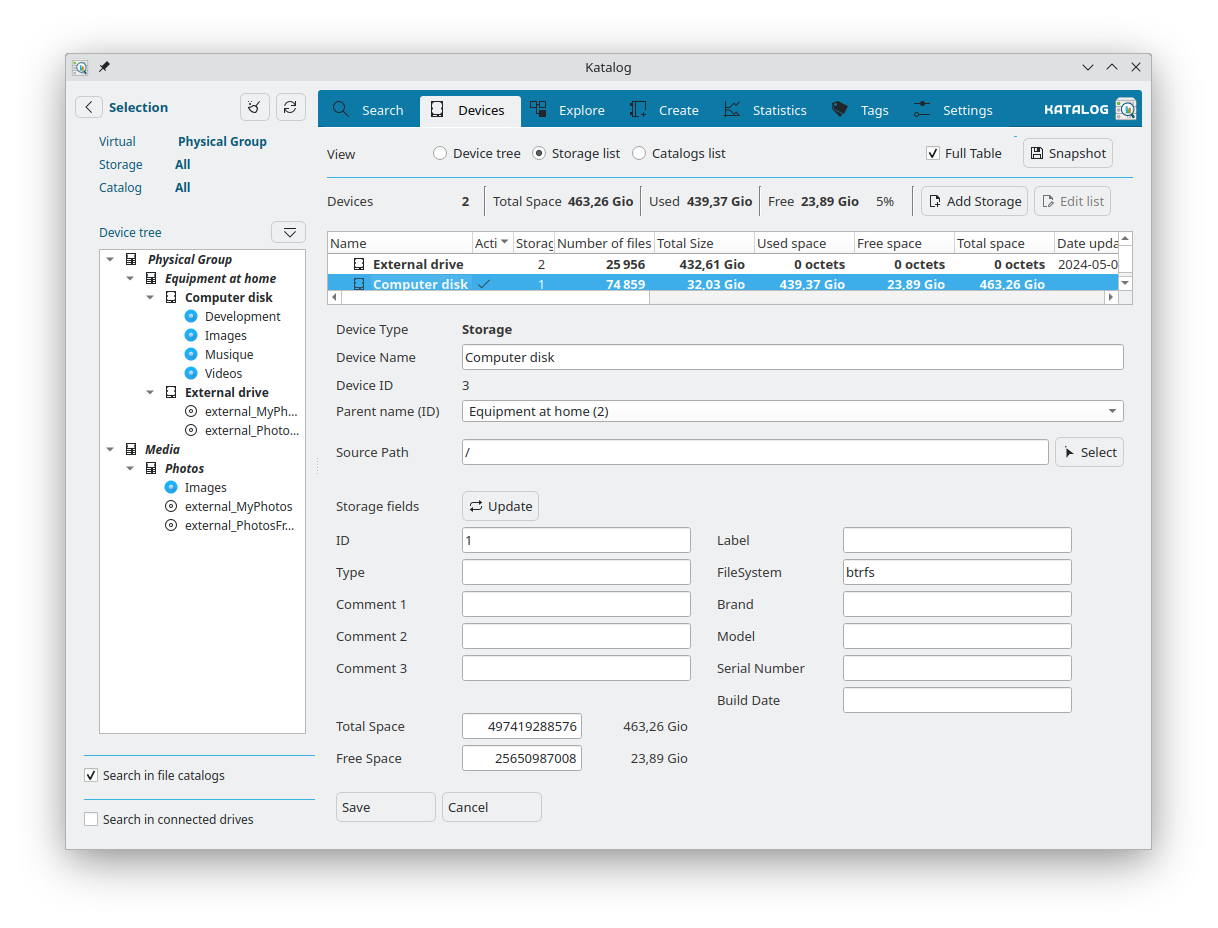 Katalog
Selection
Virtual Physical Group
Storage All
Catalog All
Device tree
Physical Group
Equipment at home
Computer disk
Development
Images
Musique
Videos
External drive
external_MyPh...
external_Photo...
Media
Photos
Images
external_MyPhotos
external_PhotosFr...
Search in file catalogs
Search in connected drives
Search Devices Explore Create Statistics Tags Settings KATALOG
View Device tree Storage list Catalogs list Full Table Snapshot
Devices 2 Total Space 463,26 Gio Used 439,37 Gio Free 23,89 Gio 5% Add Storage Edit list
Name Acti Storag Number of files Total Size Used space Free space Total space Date upda
External drive 2 25 956 432,61 Gio 0 octets 0 octets 0 octets 2024-05-0
Computer disk 1 74 859 32,03 Gio 439,37 Gio 23,89 Gio 463,26 Gio
Device Type Storage
Device Name Computer disk
Device ID 3
Parent name (ID) Equipment at home (2)
Source Path / Select
Storage fields Update
ID 1 Label
Type FileSystem btrfs
Comment 1 Brand
Comment 2 Model
Comment 3 Serial Number
Build Date
Total Space 497419288576 463,26 Gio
Free Space 25650987008 23,89 Gio
Save Cancel